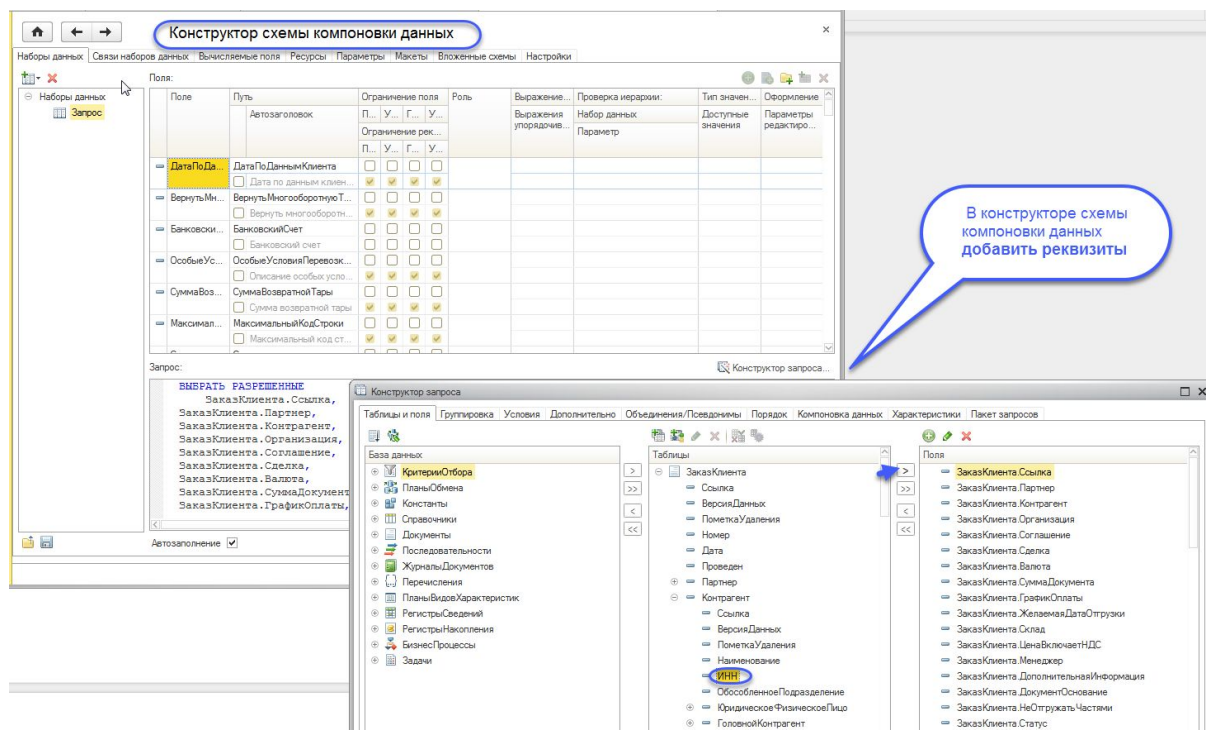 Конструктор схемы компоновки данных
Наборы данных Связи наборов данных Вычисляемые поля Ресурсы Параметры Макеты Вложенные схемы Настройки
Поля:
Наборы данных
Запрос
Поле Путь Ограничение поля Роль Выражение... Проверка иерархии: Тип значен... Оформление
Автозаголовок П... У... Г... У... Выражения упорядочив... Набор данных Доступные значения Параметры редактиро...
Ограничение рек... Параметр
П... У... Г... У...
ДатаПоДа... ДатаПоДаннымКлиента
Дата по данным клиен...
ВернутьМн... ВернутьМногооборотнуюТ...
Вернуть многооборотн...
Банковски... БанковскийСчет
Банковский счет
ОсобыеУс... ОсобыеУсловияПеревозк...
Описание особых усло...
СуммаВоз... СуммаВозвратнойТары
Сумма возвратной тары
Максимал... МаксимальныйКодСтроки
Максимальный код ст...
В конструкторе схемы
компоновки данных
добавить реквизиты
Запрос:
Конструктор запроса...
ВЫБРАТЬ РАЗРЕШЕННЫЕ
ЗаказКлиента.Ссылка,
ЗаказКлиента.Партнер,
ЗаказКлиента.Контрагент,
ЗаказКлиента.Организация,
ЗаказКлиента.Соглашение,
ЗаказКлиента.Сделка,
ЗаказКлиента.Валюта,
ЗаказКлиента.СуммаДокумент
ЗаказКлиента.ГрафикОплаты,
Автозаполнение
Конструктор запроса
Таблицы и поля Группировка Условия Дополнительно Объединения/Псевдонимы Порядок Компоновка данных Характеристики Пакет запросов
База данных
КритерииОтбора
ПланыОбмена
Константы
Справочники
Документы
Последовательности
ЖурналыДокументов
Перечисления
ПланыВидовХарактеристик
РегистрыСведений
РегистрыНакопления
БизнесПроцессы
Задачи
Таблицы
ЗаказКлиента
Ссылка
ВерсияДанных
ПометкаУдаления
Номер
Дата
Проведен
Партнер
Контрагент
Ссылка
ВерсияДанных
ПометкаУдаления
Наименование
ИНН
ОбособленноеПодразделение
ЮридическоеФизическоеЛицо
ГоловнойКонтрагент
Поля
ЗаказКлиента.Ссылка
ЗаказКлиента.Партнер
ЗаказКлиента.Контрагент
ЗаказКлиента.Организация
ЗаказКлиента.Соглашение
ЗаказКлиента.Сделка
ЗаказКлиента.Валюта
ЗаказКлиента.СуммаДокумента
ЗаказКлиента.ГрафикОплаты
ЗаказКлиента.ЖелаемаяДатаОтгрузки
ЗаказКлиента.Склад
ЗаказКлиента.ЦенаВключаетНДС
ЗаказКлиента.Менеджер
ЗаказКлиента.ДополнительнаяИнформация
ЗаказКлиента.ДокументОснование
ЗаказКлиента.НеОтгружатьЧастями
ЗаказКлиента.Статус